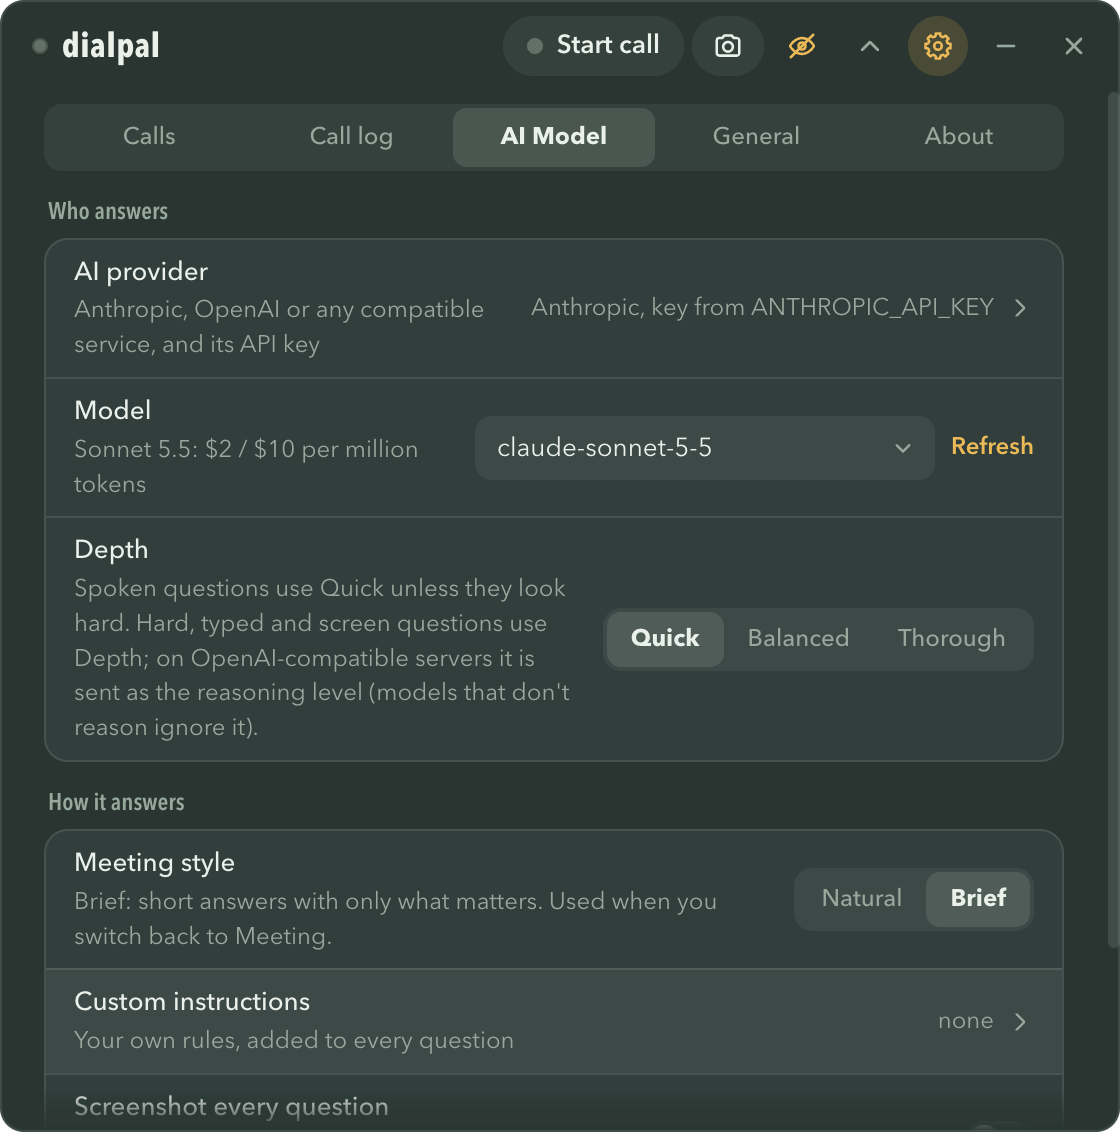 dialpal
Start call
Calls
Call log
AI Model
General
About
Who answers
AI provider
Anthropic, OpenAI or any compatible
service, and its API key
Anthropic, key from ANTHROPIC_API_KEY
Model
Sonnet 5.5: $2 / $10 per million
tokens
claude-sonnet-5-5
Refresh
Depth
Spoken questions use Quick unless they look
hard. Hard, typed and screen questions use
Depth; on OpenAI-compatible servers it is
sent as the reasoning level (models that don't
reason ignore it).
Quick
Balanced
Thorough
How it answers
Meeting style
Brief: short answers with only what matters. Used when you
switch back to Meeting.
Natural
Brief
Custom instructions
Your own rules, added to every question
none
Screenshot every question